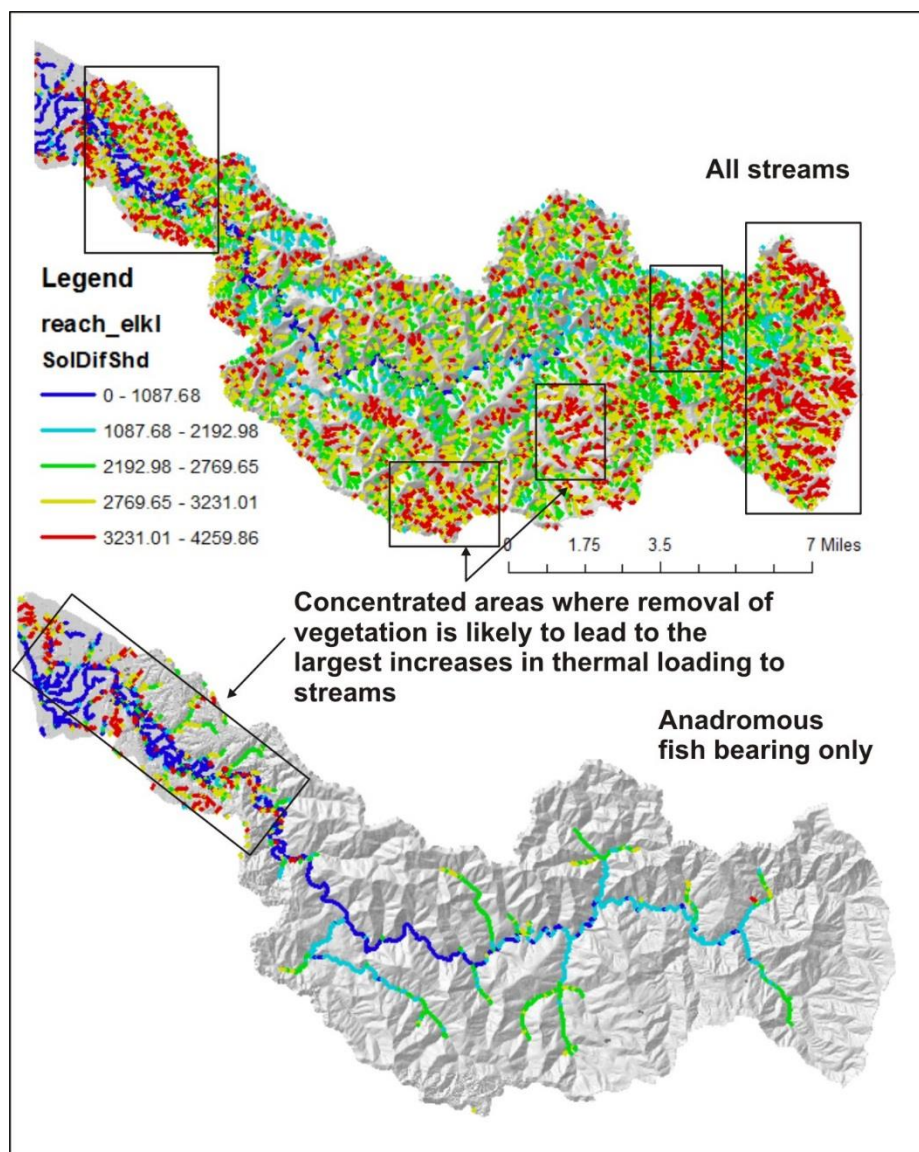 All streams
Legend
reach_elkl
SolDifShd
0 - 1087.68
1087.68 - 2192.98
2192.98 - 2769.65
2769.65 - 3231.01
3231.01 - 4259.86
0 1.75 3.5 7 Miles
Concentrated areas where removal of
vegetation is likely to lead to the
largest increases in thermal loading to
streams
Anadromous
fish bearing only